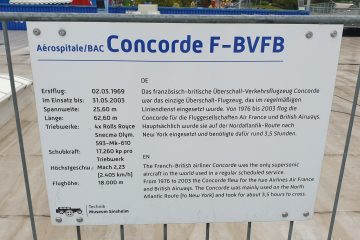 Aérospitale/BAC Concorde F-BVFB
DE
Erstflug: 02.03.1969
Im Einsatz bis: 31.05.2003
Spannweite: 25,60 m
Länge: 62,60 m
Triebwerke: 4x Rolls Royce
Snecma Olym.
593-Mk-610
Schubkraft: 17.260 kp pro
Triebwerk
Höchstgeschw.: Mach 2,23
[2.405 km/h]
Flughöhe: 18.000 m
Das französisch-britische Überschall-Verkehrsflugzeug Concorde
war das einzige Überschall-Flugzeug, das im regelmäßigen
Liniendienst eingesetzt wurde. Von 1976 bis 2003 flog die
Concorde für die Fluggesellschaften Air France und British Airways.
Hauptsächlich wurde sie auf der Nordatlantik-Route nach
New York eingesetzt und benötigte dafür rund 3,5 Stunden.
EN
The French-British airliner Concorde was the only supersonic
aircraft in the world used in a regular scheduled service.
From 1976 to 2003 the Concorde flew for the two Airlines Air France
and British Airways. The Concorde was mainly used on the North
Atlantic Route [to New York] and took for about 3.5 hours to cross.
Technik
Museum Sinsheim